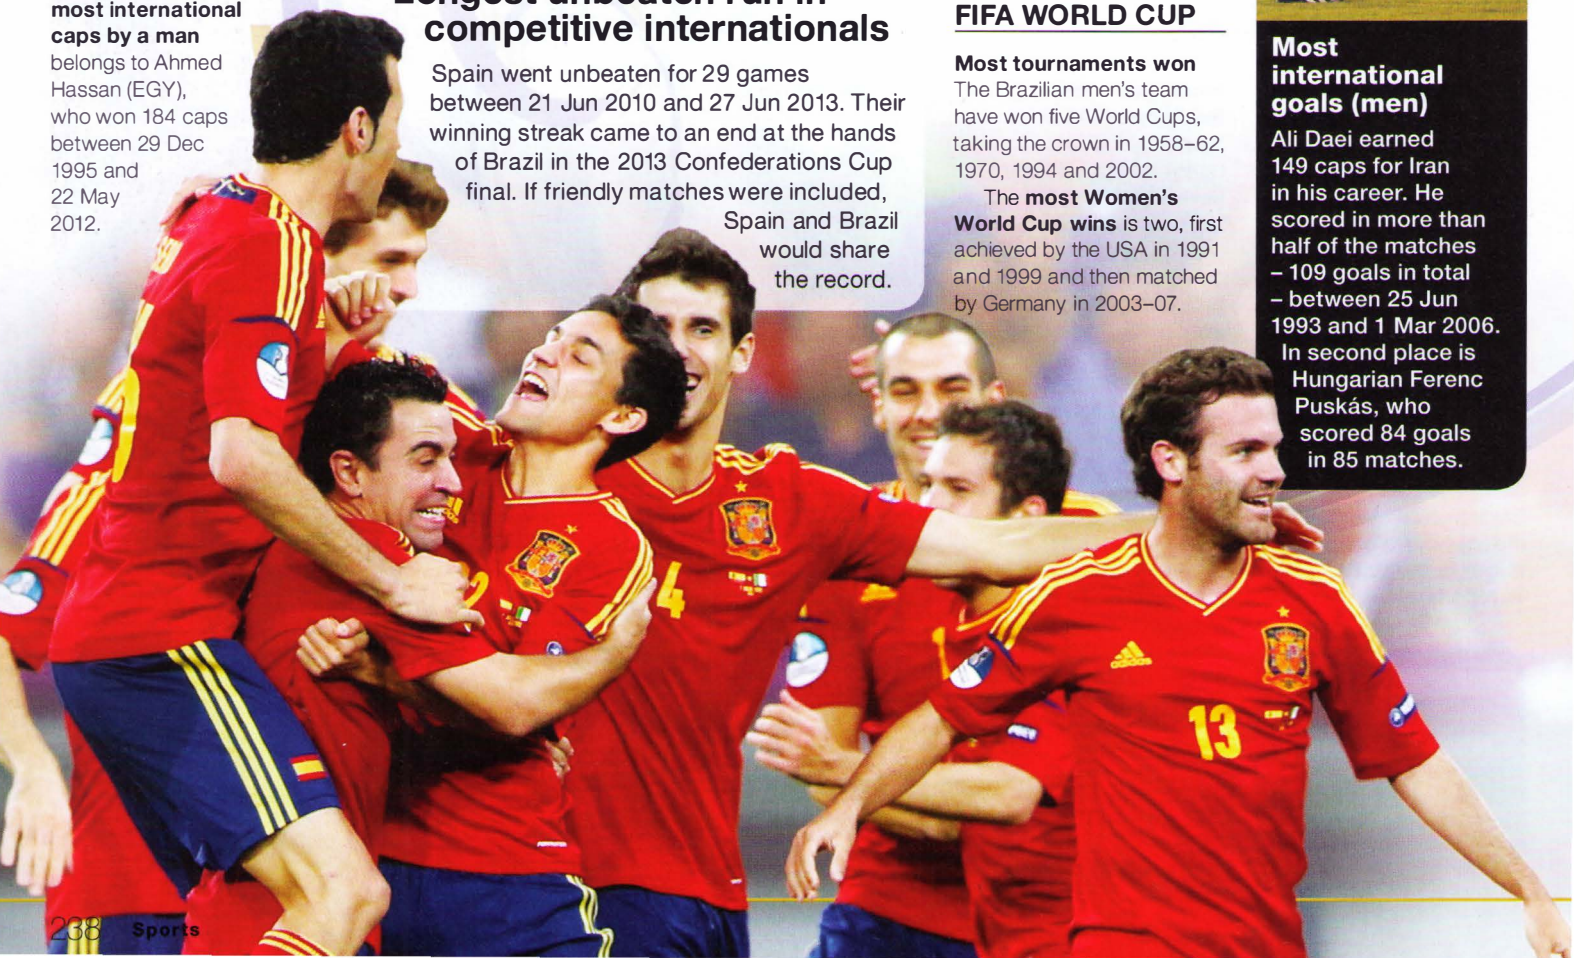 most international
caps by a man
belongs to Ahmed
Hassan (EGY),
who won 184 caps
between 29 Dec
1995 and
22 May
2012.
Longest unbeaten run in
competitive internationals
Spain went unbeaten for 29 games
between 21 Jun 2010 and 27 Jun 2013. Their
winning streak came to an end at the hands
of Brazil in the 2013 Confederations Cup
final. If friendly matches were included,
Spain and Brazil
would share
the record.
FIFA WORLD CUP
Most tournaments won
The Brazilian men's team
have won five World Cups,
taking the crown in 1958–62,
1970, 1994 and 2002.
The most Women's
World Cup wins is two, first
achieved by the USA in 1991
and 1999 and then matched
by Germany in 2003–07.
Most
international
goals (men)
Ali Daei earned
149 caps for Iran
in his career. He
scored in more than
half of the matches
– 109 goals in total
– between 25 Jun
1993 and 1 Mar 2006.
In second place is
Hungarian Ferenc
Puskás, who
scored 84 goals
in 85 matches.
4
adidas
13
238 Sports